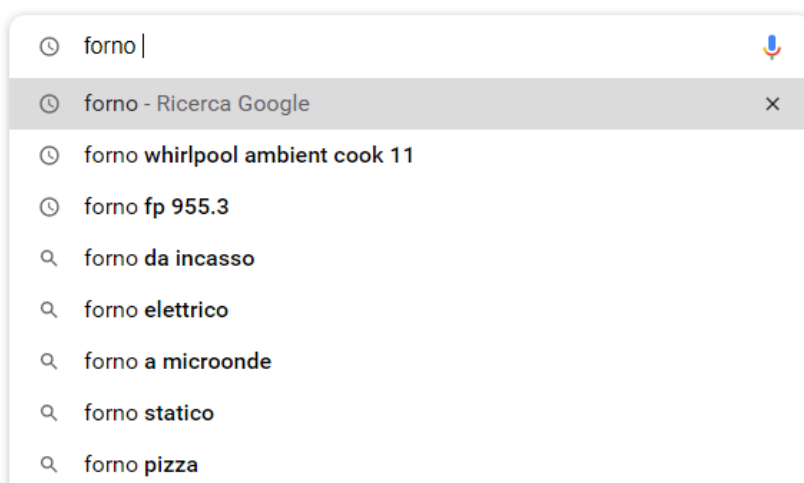 forno
forno - Ricerca Google
forno whirlpool ambient cook 11
forno fp 955.3
forno da incasso
forno elettrico
forno a microonde
forno statico
forno pizza